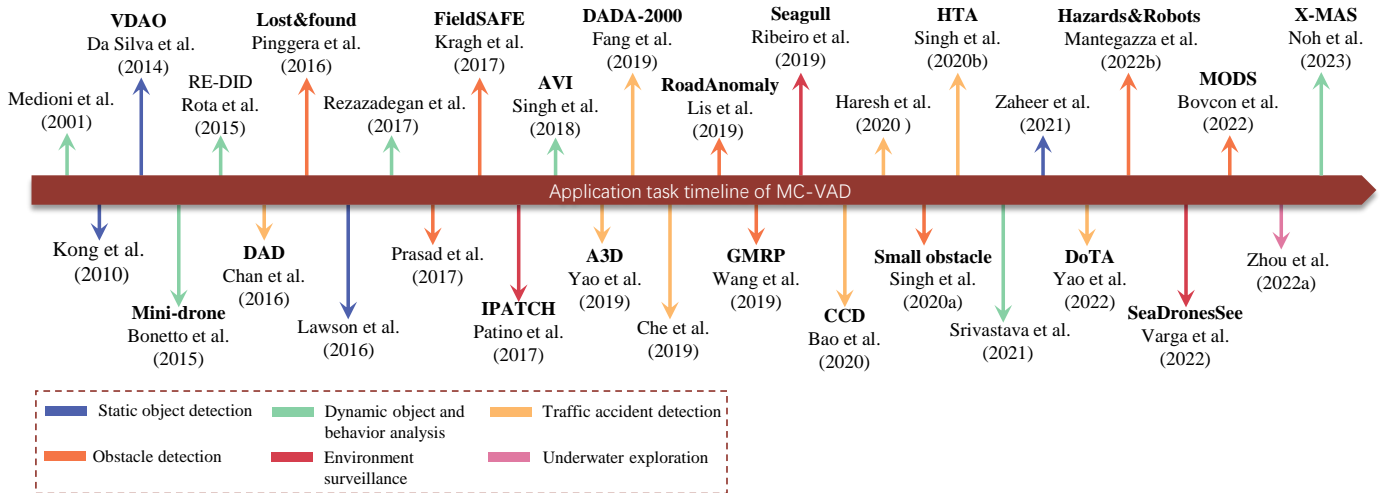 VDAO
Da Silva et al.
(2014)
Lost&found
Pinggera et al.
(2016)
FieldSAFE
Kragh et al.
(2017)
DADA-2000
Fang et al.
(2019)
Seagull
Ribeiro et al.
(2019)
HTA
Singh et al.
(2020b)
Hazards&Robots
Mantegazza et al.
(2022b)
X-MAS
Noh et al.
(2023)
Medioni et al.
(2001)
RE-DID
Rota et al.
(2015)
Rezazadegan et al.
(2017)
AVI
Singh et al.
(2018)
RoadAnomaly
Lis et al.
(2019)
Haresh et al.
(2020 )
Zaheer et al.
(2021)
MODS
Bovcon et al.
(2022)
Application task timeline of MC-VAD
Kong et al.
(2010)
Mini-drone
Bonetto et al.
(2015)
DAD
Chan et al.
(2016)
Lawson et al.
(2016)
Prasad et al.
(2017)
IPATCH
Patino et al.
(2017)
A3D
Yao et al.
(2019)
Che et al.
(2019)
GMRP
Wang et al.
(2019)
CCD
Bao et al.
(2020)
Small obstacle
Singh et al.
(2020a)
Srivastava et al.
(2021)
DoTA
Yao et al.
(2022)
SeaDronesSee
Varga et al.
(2022)
Zhou et al.
(2022a)
Static object detection
Dynamic object and
behavior analysis
Traffic accident detection
Obstacle detection
Environment
surveillance
Underwater exploration